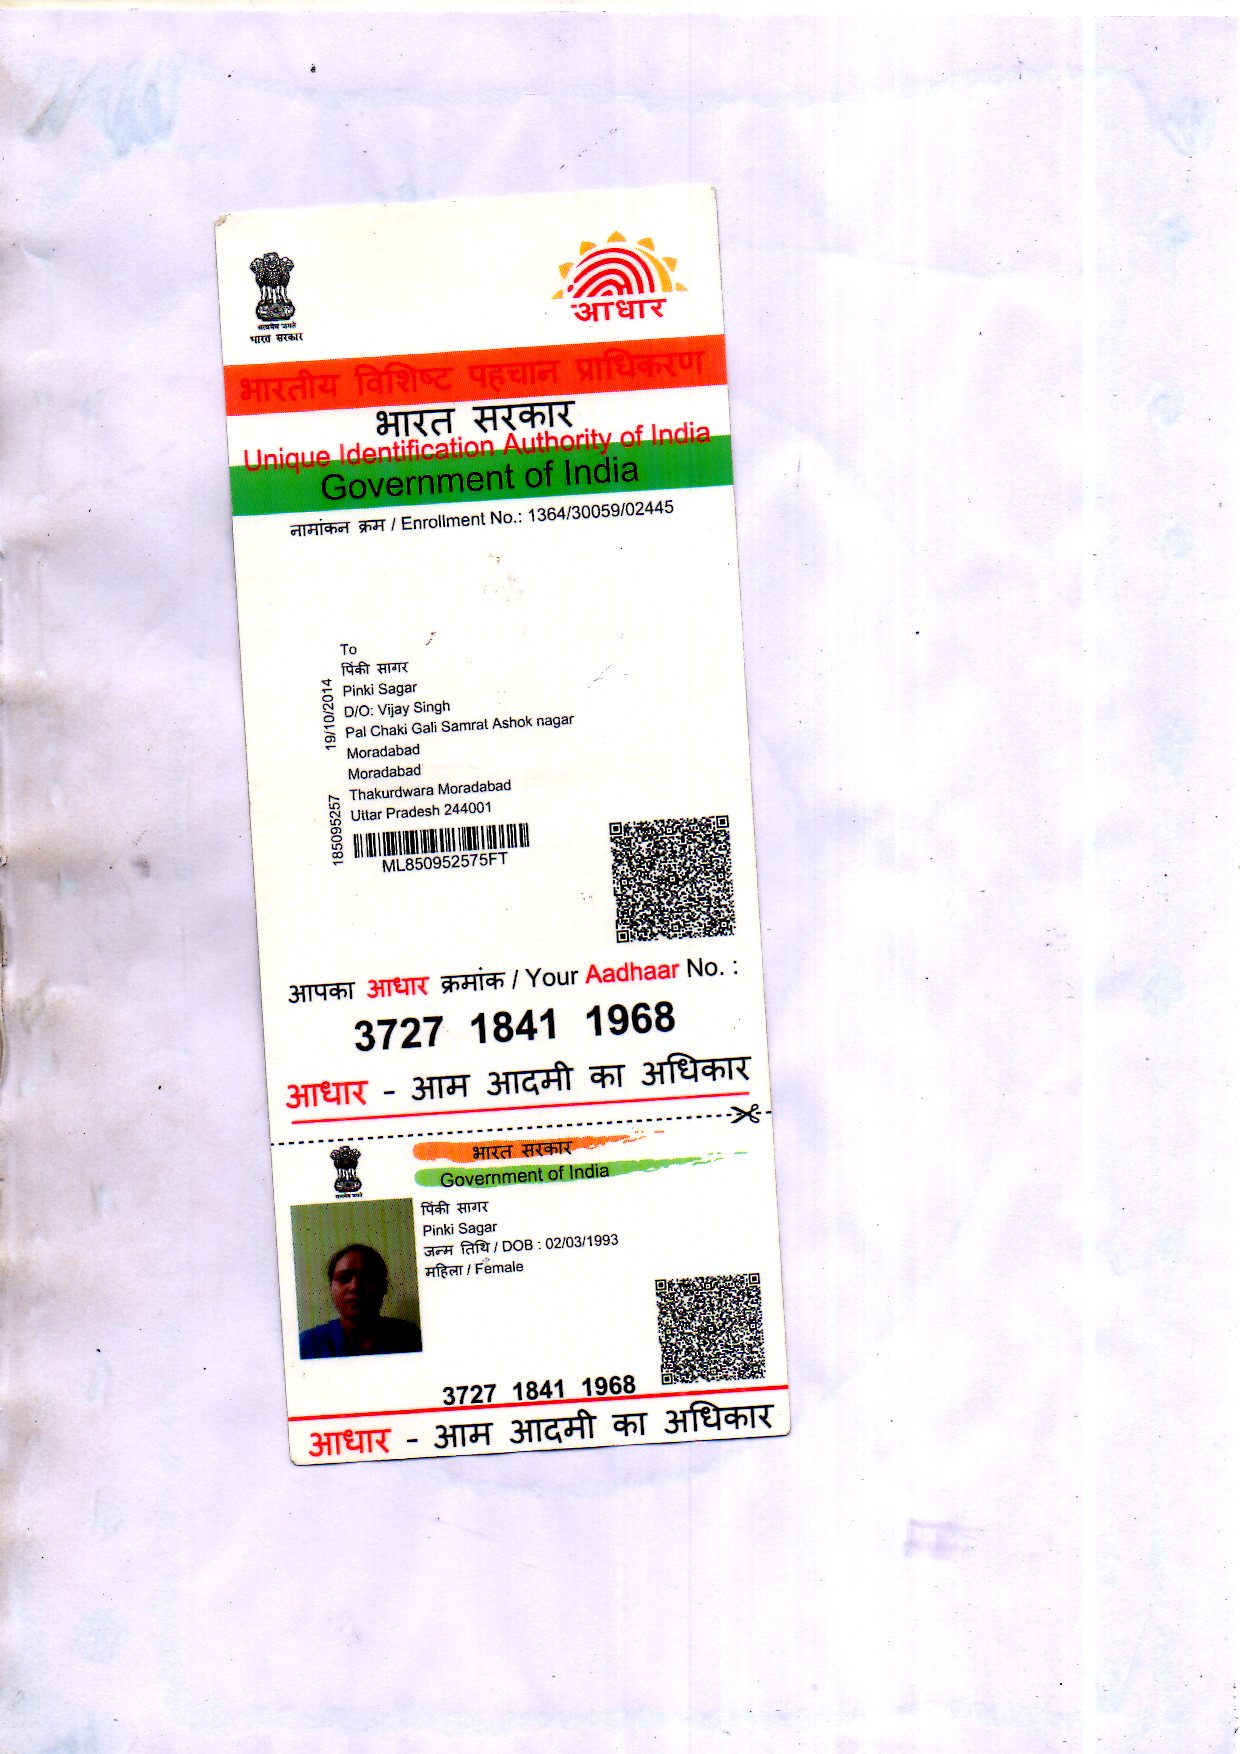 सत्यमेव जयते
भारत सरकार
आधार
भारतीय विशिष्ट पहचान प्राधिकरण
भारत सरकार
Unique Identification Authority of India
Government of India
नामांकन क्रम / Enrollment No.: 1364/30059/02445
To
पिंकी सागर
Pinki Sagar
D/O: Vijay Singh
Pal Chaki Gali Samrat Ashok nagar
Moradabad
Moradabad
Thakurdwara Moradabad
Uttar Pradesh 244001
19/10/2014
185095257
ML850952575FT
आपका आधार क्रमांक / Your Aadhaar No. :
3727 1841 1968
आधार - आम आदमी का अधिकार
सत्यमेव जयते
भारत सरकार
Government of India
पिंकी सागर
Pinki Sagar
जन्म तिथि / DOB : 02/03/1993
महिला / Female
3727 1841 1968
आधार - आम आदमी का अधिकार